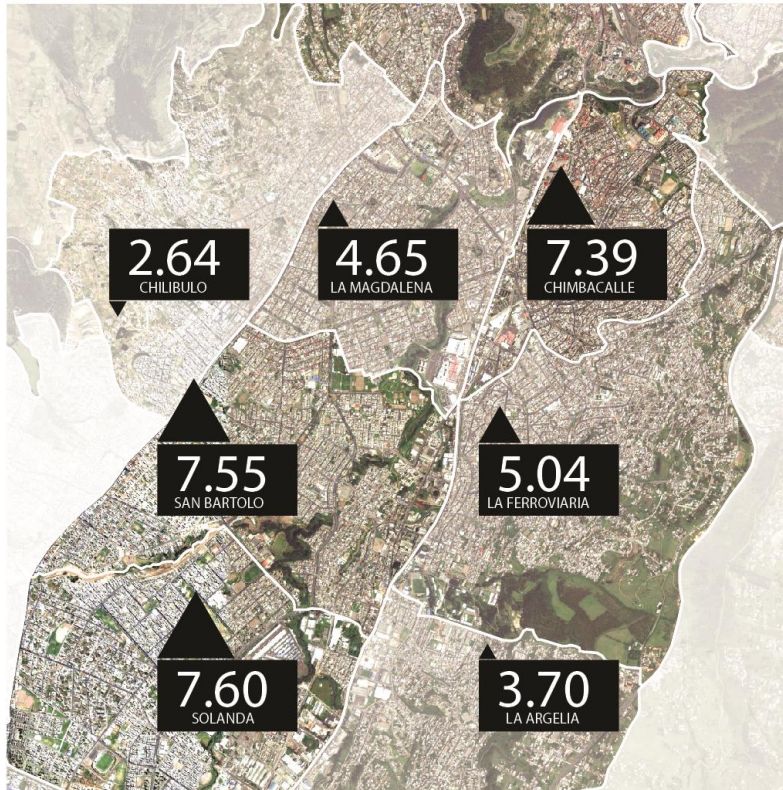 2.64
CHILIBULO
4.65
LA MAGDALENA
7.39
CHIMBACALLE
7.55
SAN BARTOLO
5.04
LA FERROVIARIA
7.60
SOLANDA
3.70
LA ARGELIA